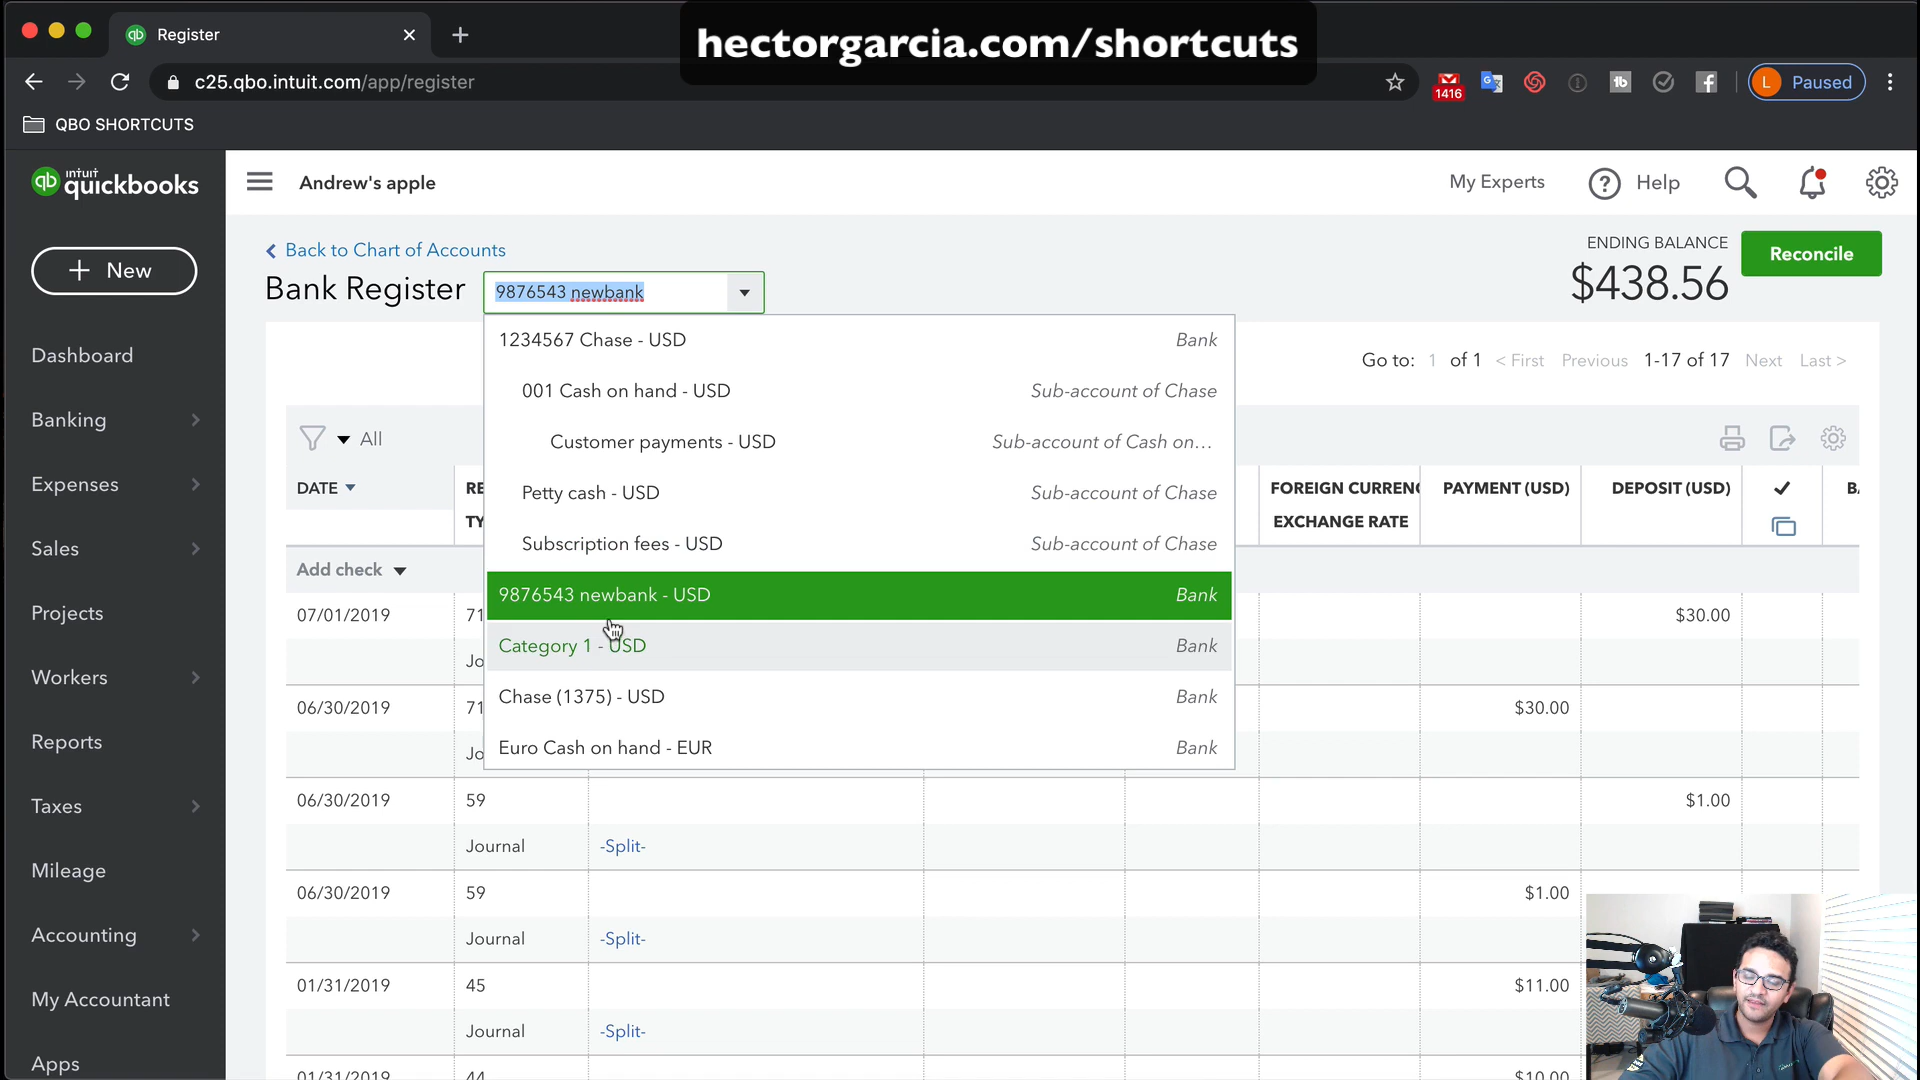 Register
hectorgarcia.com/shortcuts
c25.qbo.intuit.com/app/register
1416
L Paused
QBO SHORTCUTS
intuit
quickbooks
Andrew's apple
My Experts
? Help
+ New
< Back to Chart of Accounts
Bank Register
9876543 newbank
ENDING BALANCE
$438.56
Reconcile
Dashboard
Banking
Expenses
Sales
Projects
Workers
Reports
Taxes
Mileage
Accounting
My Accountant
Apps
1234567 Chase - USD Bank
001 Cash on hand - USD Sub-account of Chase
Customer payments - USD Sub-account of Cash on...
Petty cash - USD Sub-account of Chase
Subscription fees - USD Sub-account of Chase
9876543 newbank - USD Bank
Category 1 - USD Bank
Chase (1375) - USD Bank
Euro Cash on hand - EUR Bank
Go to: 1 of 1 < First Previous 1-17 of 17 Next Last >
All
DATE RE FOREIGN CURRENC PAYMENT (USD) DEPOSIT (USD) ✓ BA
TY EXCHANGE RATE
Add check
07/01/2019 71 $30.00
Jo
06/30/2019 71 $30.00
Jo
06/30/2019 59 $1.00
Journal -Split-
06/30/2019 59 $1.00
Journal -Split-
01/31/2019 45 $11.00
Journal -Split-
01/31/2019 44 $10.00